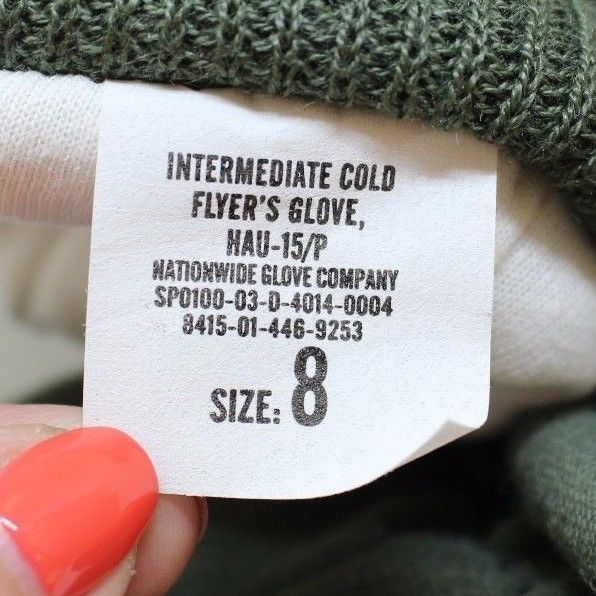 INTERMEDIATE COLD
FLYER'S GLOVE,
HAU-15/P
NATIONWIDE GLOVE COMPANY
SP0100-03-D-4014-0004
8415-01-446-9253
SIZE: 8